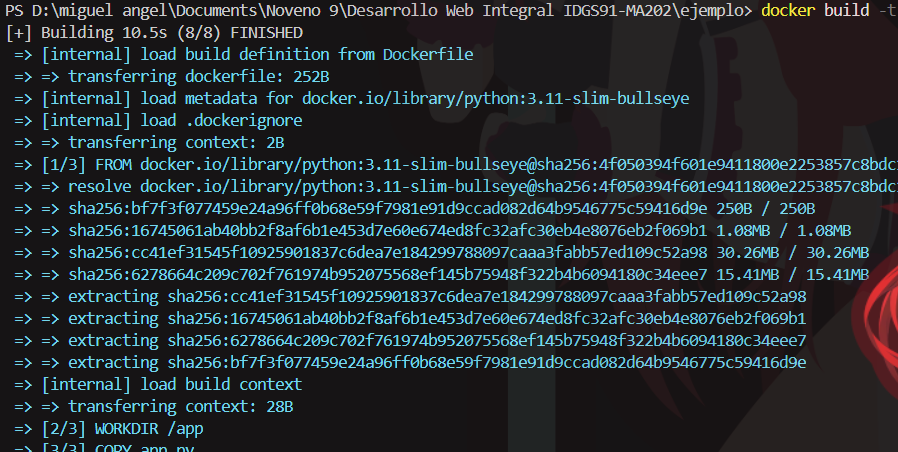 PS D:\miguel angel\Documents\Noveno 9\Desarrollo Web Integral IDGS91-MA202\ejemplo> docker build -t
[+] Building 10.5s (8/8) FINISHED
=> [internal] load build definition from Dockerfile
=> => transferring dockerfile: 252B
=> [internal] load metadata for docker.io/library/python:3.11-slim-bullseye
=> [internal] load .dockerignore
=> => transferring context: 2B
=> [1/3] FROM docker.io/library/python:3.11-slim-bullseye@sha256:4f050394f601e9411800e2253857c8bdc
=> => resolve docker.io/library/python:3.11-slim-bullseye@sha256:4f050394f601e9411800e2253857c8bdc
=> => sha256:bf7f3f077459e24a96ff0b68e59f7981e91d9ccad082d64b9546775c59416d9e 250B / 250B
=> => sha256:16745061ab40bb2f8af6b1e453d7e60e674ed8fc32afc30eb4e8076eb2f069b1 1.08MB / 1.08MB
=> => sha256:cc41ef31545f10925901837c6dea7e184299788097caaa3fabb57ed109c52a98 30.26MB / 30.26MB
=> => sha256:6278664c209c702f761974b952075568ef145b75948f322b4b6094180c34eee7 15.41MB / 15.41MB
=> => extracting sha256:cc41ef31545f10925901837c6dea7e184299788097caaa3fabb57ed109c52a98
=> => extracting sha256:16745061ab40bb2f8af6b1e453d7e60e674ed8fc32afc30eb4e8076eb2f069b1
=> => extracting sha256:6278664c209c702f761974b952075568ef145b75948f322b4b6094180c34eee7
=> => extracting sha256:bf7f3f077459e24a96ff0b68e59f7981e91d9ccad082d64b9546775c59416d9e
=> [internal] load build context
=> => transferring context: 28B
=> [2/3] WORKDIR /app
=> [3/3] COPY app.py